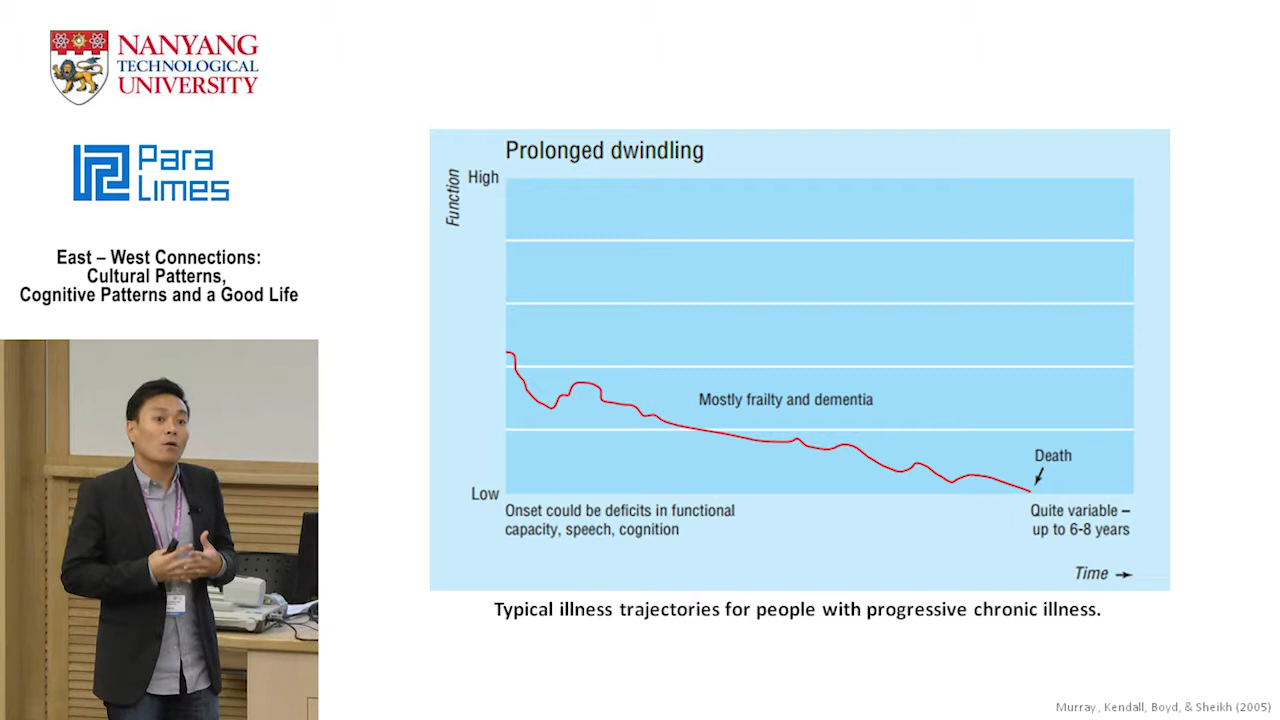 NANYANG
TECHNOLOGICAL
UNIVERSITY
Para
Limes
East – West Connections:
Cultural Patterns,
Cognitive Patterns and a Good Life
Prolonged dwindling
Function
High
Mostly frailty and dementia
Death
Low
Onset could be deficits in functional
capacity, speech, cognition
Quite variable –
up to 6-8 years
Time
Typical illness trajectories for people with progressive chronic illness.
Murray, Kendall, Boyd, & Sheikh (2005)